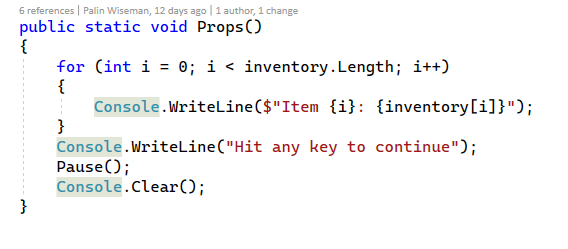 6 references | Palin Wiseman, 12 days ago | 1 author, 1 change
public static void Props()
{
    for (int i = 0; i < inventory.Length; i++)
    {
        Console.WriteLine($"Item {i}: {inventory[i]}");
    }
    Console.WriteLine("Hit any key to continue");
    Pause();
    Console.Clear();
}